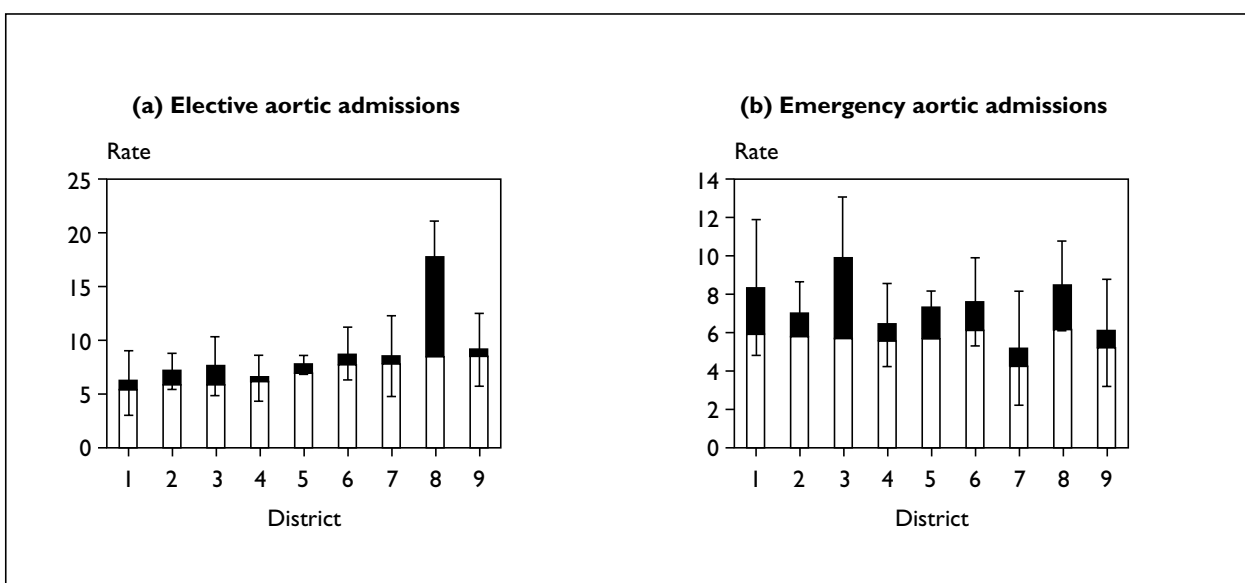 (a) Elective aortic admissions
Rate
25
20
15
10
5
0
1 2 3 4 5 6 7 8 9
District
(b) Emergency aortic admissions
Rate
14
12
10
8
6
4
2
0
1 2 3 4 5 6 7 8 9
District